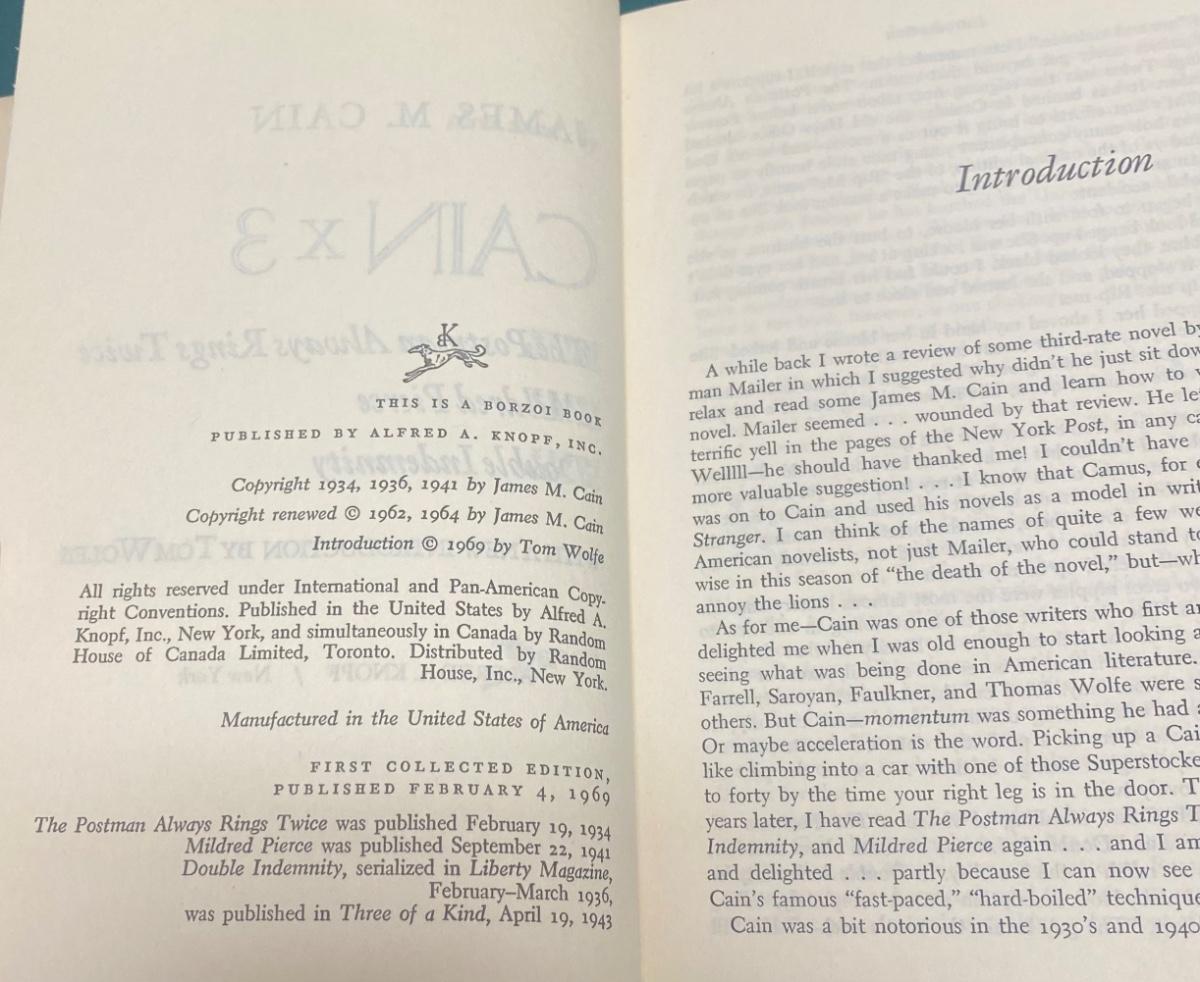 K
THIS IS A BORZOI BOOK
PUBLISHED BY ALFRED A. KNOPF, INC.
Copyright 1934, 1936, 1941 by James M. Cain
Copyright renewed © 1962, 1964 by James M. Cain
Introduction © 1969 by Tom Wolfe
All rights reserved under International and Pan-American Copy-
right Conventions. Published in the United States by Alfred A.
Knopf, Inc., New York, and simultaneously in Canada by Random
House of Canada Limited, Toronto. Distributed by Random
House, Inc., New York.
Manufactured in the United States of America
FIRST COLLECTED EDITION,
PUBLISHED FEBRUARY 4, 1969
The Postman Always Rings Twice was published February 19, 1934
Mildred Pierce was published September 22, 1941
Double Indemnity, serialized in Liberty Magazine,
February–March 1936,
was published in Three of a Kind, April 19, 1943
Introduction
A while back I wrote a review of some third-rate novel by
man Mailer in which I suggested why didn't he just sit dow
relax and read some James M. Cain and learn how to
novel. Mailer seemed . . . wounded by that review. He le
terrific yell in the pages of the New York Post, in any ca
Wellllll—he should have thanked me! I couldn't have
more valuable suggestion! . . . I know that Camus, for
was on to Cain and used his novels as a model in writ
Stranger. I can think of the names of quite a few we
American novelists, not just Mailer, who could stand to
wise in this season of "the death of the novel," but—wh
annoy the lions . . .
As for me—Cain was one of those writers who first a
delighted me when I was old enough to start looking a
seeing what was being done in American literature.
Farrell, Saroyan, Faulkner, and Thomas Wolfe were s
others. But Cain—momentum was something he had a
Or maybe acceleration is the word. Picking up a Cai
like climbing into a car with one of those Superstocke
to forty by the time your right leg is in the door. T
years later, I have read The Postman Always Rings T
Indemnity, and Mildred Pierce again . . . and I am
and delighted . . . partly because I can now see
Cain's famous "fast-paced," "hard-boiled" technique
Cain was a bit notorious in the 1930's and 1940